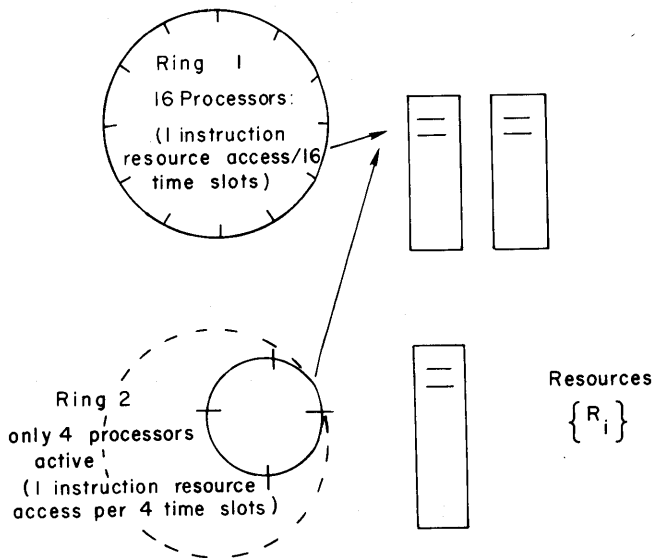 Ring 1
16 Processors:
(1 instruction
resource access/16
time slots)
Ring 2
only 4 processors
active
(1 instruction resource
access per 4 time slots)
Resources
{R_i}